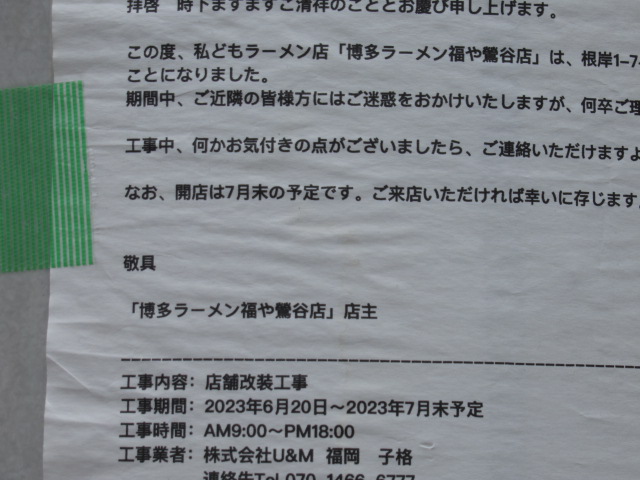 拝啓　時下ますますご清祥のこととお慶び申し上げます。
この度、私どもラーメン店「博多ラーメン福や鶯谷店」は、根岸1-7-
ことになりました。
期間中、ご近隣の皆様方にはご迷惑をおかけいたしますが、何卒ご理
工事中、何かお気付きの点がございましたら、ご連絡いただけますよ
なお、開店は7月末の予定です。ご来店いただければ幸いに存じます。
敬具
「博多ラーメン福や鶯谷店」店主
工事内容：店舗改装工事
工事期間：2023年6月20日～2023年7月末予定
工事時間：AM9:00～PM18:00
工事業者：株式会社U&M　福岡　子格
連絡先Tel 070-1466-6777